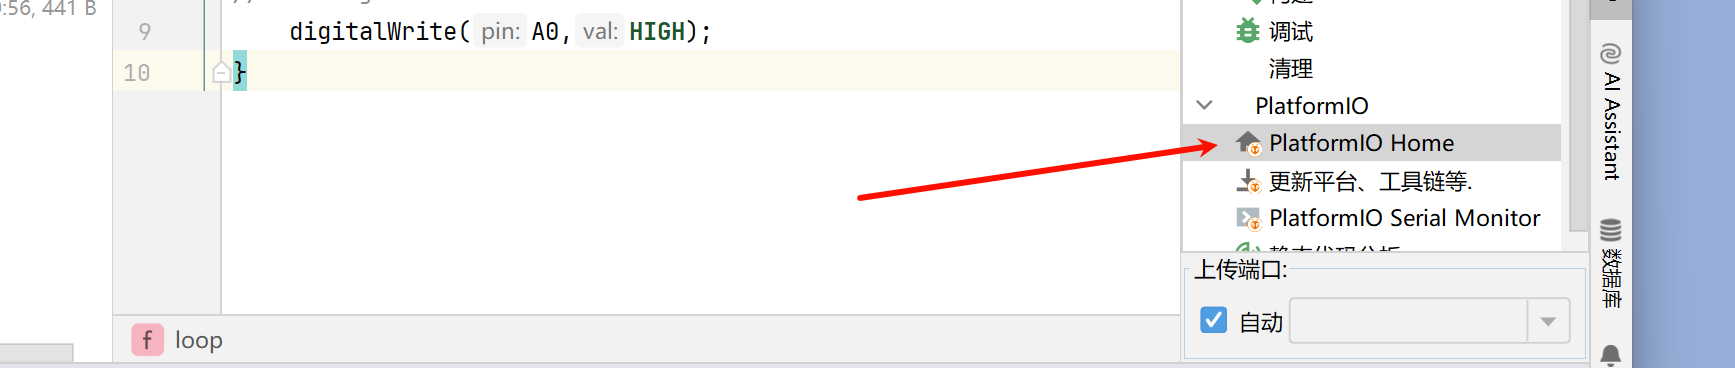 :56, 441 B
//
9 digitalWrite( pin: A0, val: HIGH);
10 }
loop
调试
清理
PlatformIO
PlatformIO Home
更新平台、工具链等.
PlatformIO Serial Monitor
上传端口:
自动
AI Assistant
数据库